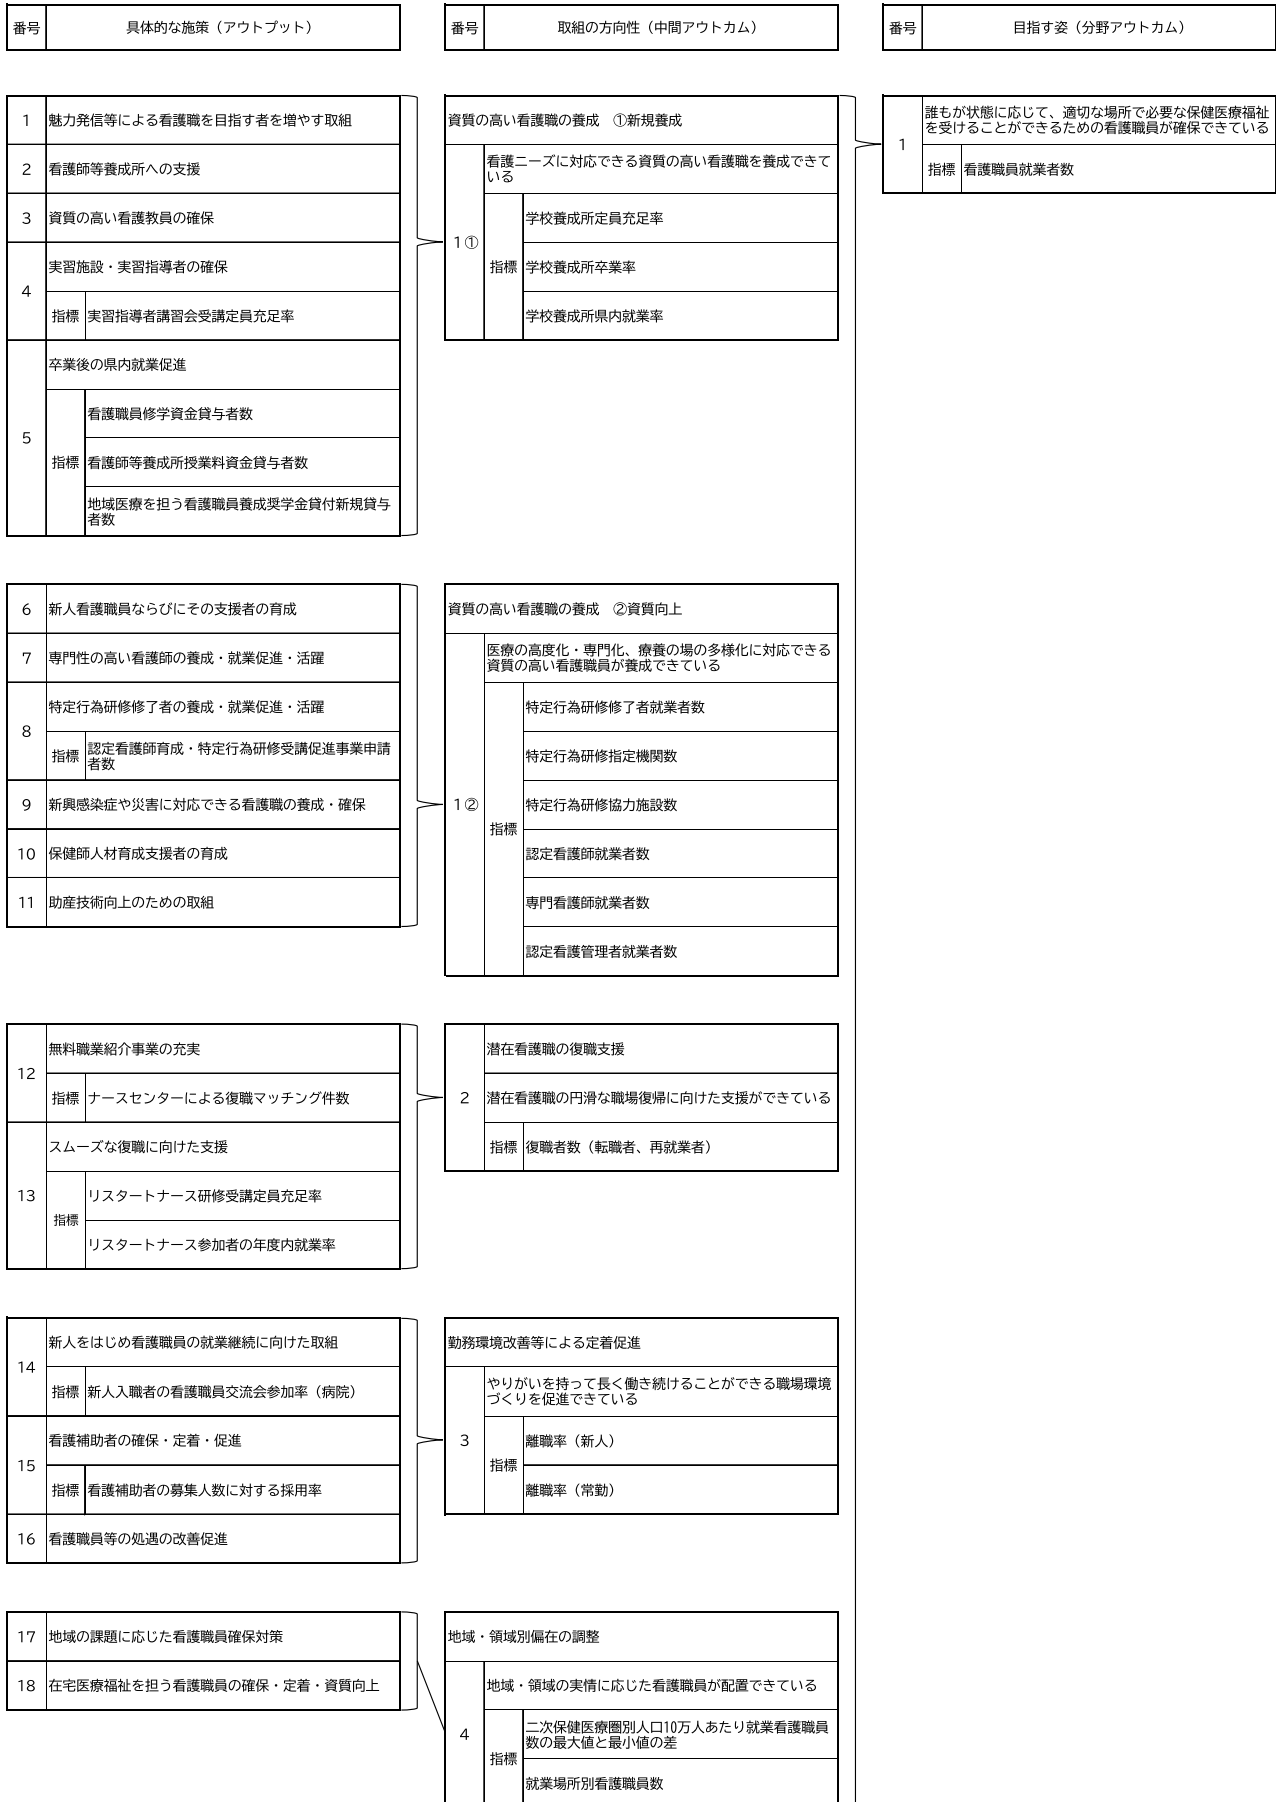 番号 具体的な施策（アウトプット）
番号 取組の方向性（中間アウトカム）
番号 目指す姿（分野アウトカム）
1 魅力発信等による看護職を目指す者を増やす取組
2 看護師等養成所への支援
3 資質の高い看護教員の確保
4 実習施設・実習指導者の確保
指標 実習指導者講習会受講定員充足率
5 卒業後の県内就業促進
指標 看護職員修学資金貸与者数
看護師等養成所授業料資金貸与者数
地域医療を担う看護職員養成奨学金貸付新規貸与
者数
資質の高い看護職の養成　①新規養成
1① 看護ニーズに対応できる資質の高い看護職を養成できて
いる
指標 学校養成所定員充足率
学校養成所卒業率
学校養成所県内就業率
1 誰もが状態に応じて、適切な場所で必要な保健医療福祉
を受けることができるための看護職員が確保できている
指標 看護職員就業者数
6 新人看護職員ならびにその支援者の育成
7 専門性の高い看護師の養成・就業促進・活躍
8 特定行為研修修了者の養成・就業促進・活躍
指標 認定看護師育成・特定行為研修受講促進事業申請
者数
9 新興感染症や災害に対応できる看護職の養成・確保
10 保健師人材育成支援者の育成
11 助産技術向上のための取組
資質の高い看護職の養成　②資質向上
1② 医療の高度化・専門化、療養の場の多様化に対応できる
資質の高い看護職員が養成できている
指標 特定行為研修修了者就業者数
特定行為研修指定機関数
特定行為研修協力施設数
認定看護師就業者数
専門看護師就業者数
認定看護管理者就業者数
12 無料職業紹介事業の充実
指標 ナースセンターによる復職マッチング件数
13 スムーズな復職に向けた支援
指標 リスタートナース研修受講定員充足率
リスタートナース参加者の年度内就業率
2 潜在看護職の復職支援
潜在看護職の円滑な職場復帰に向けた支援ができている
指標 復職者数（転職者、再就業者）
14 新人をはじめ看護職員の就業継続に向けた取組
指標 新人入職者の看護職員交流会参加率（病院）
15 看護補助者の確保・定着・促進
指標 看護補助者の募集人数に対する採用率
16 看護職員等の処遇の改善促進
勤務環境改善等による定着促進
3 やりがいを持って長く働き続けることができる職場環境
づくりを促進できている
指標 離職率（新人）
離職率（常勤）
17 地域の課題に応じた看護職員確保対策
18 在宅医療福祉を担う看護職員の確保・定着・資質向上
地域・領域別偏在の調整
4 地域・領域の実情に応じた看護職員が配置できている
指標 二次保健医療圏別人口10万人あたり就業看護職員
数の最大値と最小値の差
就業場所別看護職員数